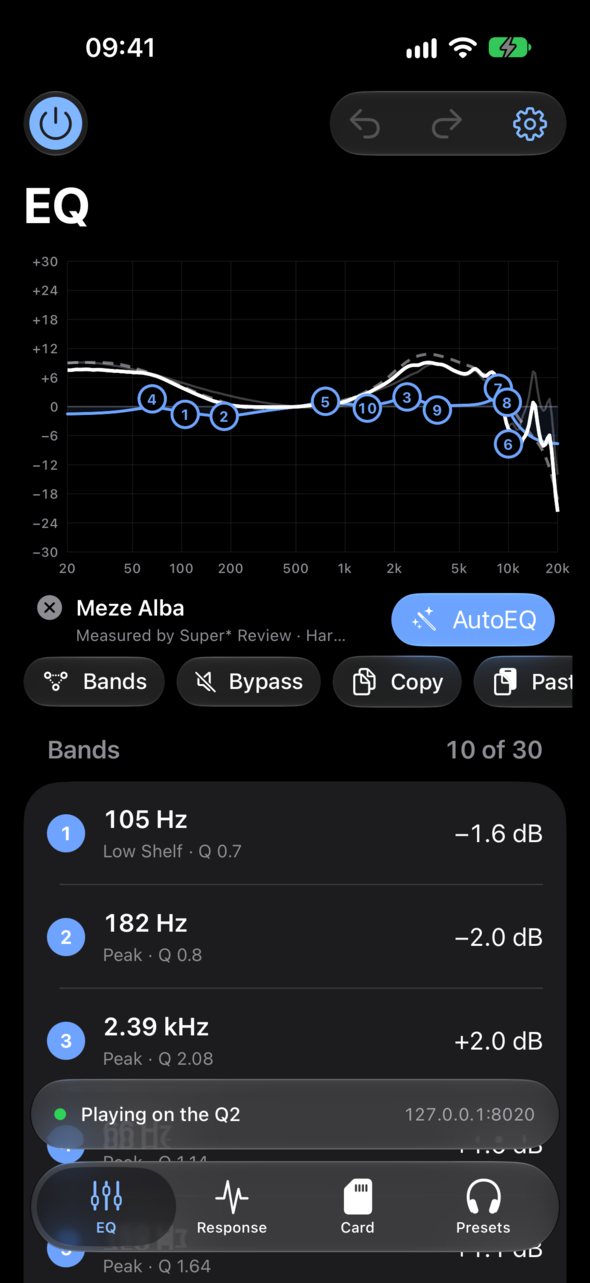 09:41
EQ
+30
+24
+18
+12
+6
0
−6
−12
−18
−24
−30
4
1
2
5
10
3
9
7
8
6
20
50
100
200
500
1k
2k
5k
10k
20k
Meze Alba
AutoEQ
Measured by Super* Review · Har...
Bands
Bypass
Copy
Past
Bands
10 of 30
1
105 Hz
−1.6 dB
Low Shelf · Q 0.7
2
182 Hz
−2.0 dB
Peak · Q 0.8
3
2.39 kHz
+2.0 dB
Peak · Q 2.08
Playing on the Q2
127.0.0.1:8020
Peak · Q 1.14
EQ
Response
Card
Presets
Peak · Q 1.64